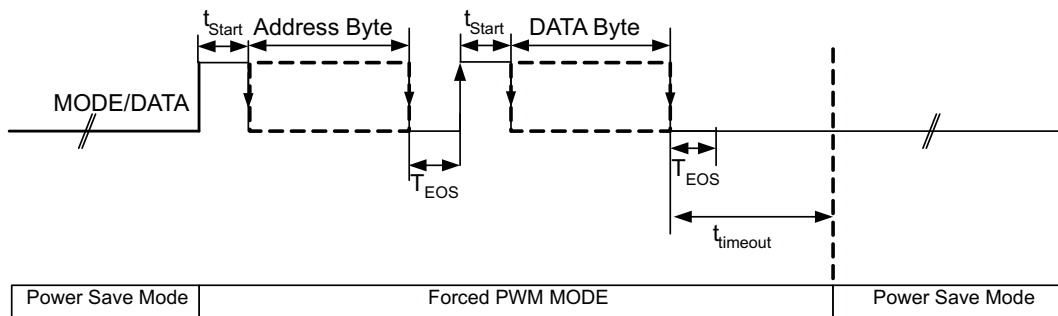 tStart
Address Byte
tStart
DATA Byte
MODE/DATA
TEOS
TEOS
ttimeout
Power Save Mode
Forced PWM MODE
Power Save Mode